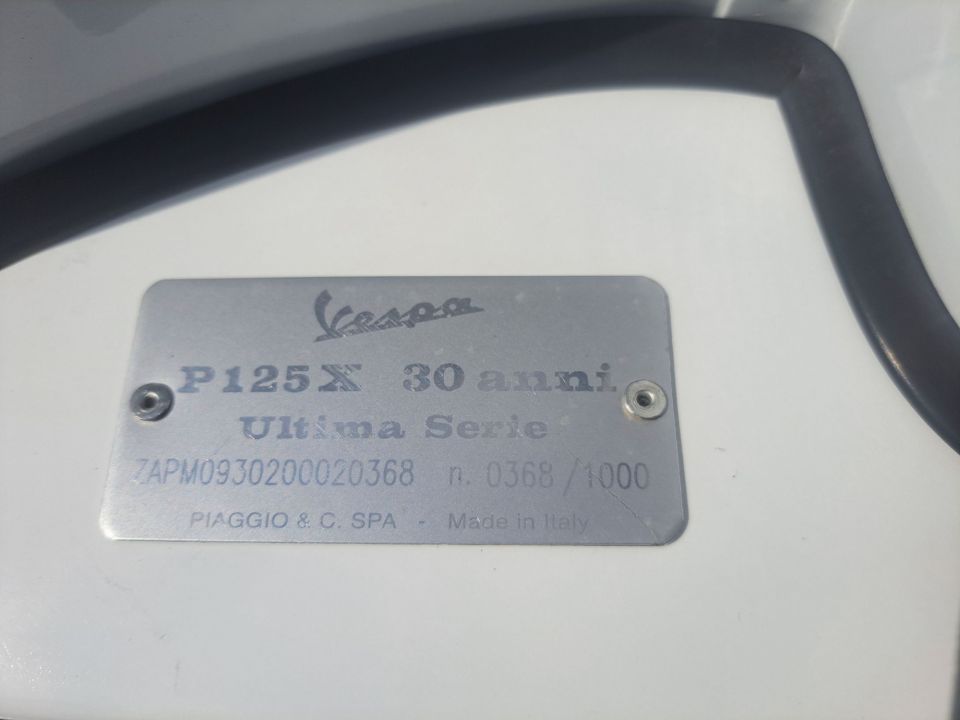 Vespa
P125X 30 anni
Ultima Serie
ZAPM0930200020368 n. 0368/1000
PIAGGIO & C. SPA - Made in Italy